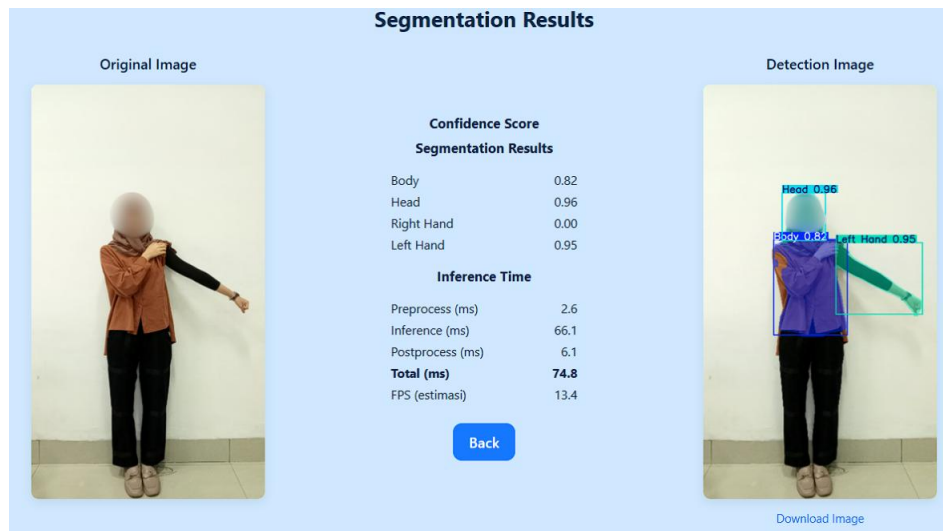 Segmentation Results
Original Image
Detection Image
Confidence Score
Segmentation Results
Body 0.82
Head 0.96
Right Hand 0.00
Left Hand 0.95
Inference Time
Preprocess (ms) 2.6
Inference (ms) 66.1
Postprocess (ms) 6.1
Total (ms) 74.8
FPS (estimasi) 13.4
Back
Head 0.96
Body 0.82
Left Hand 0.95
Download Image